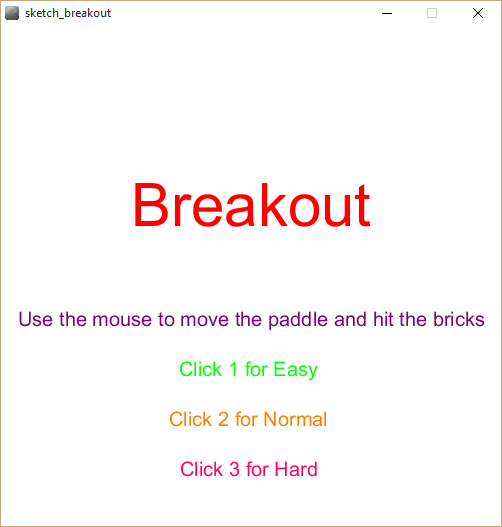 sketch_breakout
Breakout
Use the mouse to move the paddle and hit the bricks
Click 1 for Easy
Click 2 for Normal
Click 3 for Hard